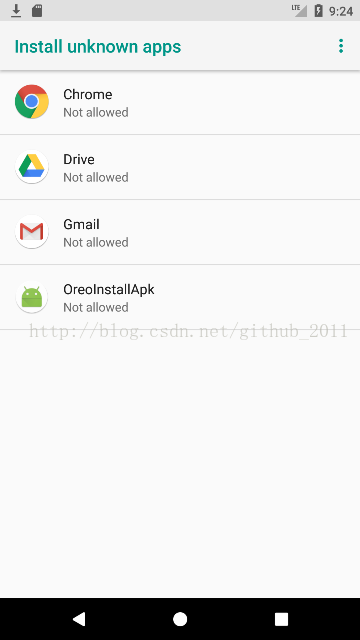 LTE 9:24
Install unknown apps
Chrome
Not allowed
Drive
Not allowed
Gmail
Not allowed
OreoInstallApk
Not allowed
http://blog.csdn.net/github_2011